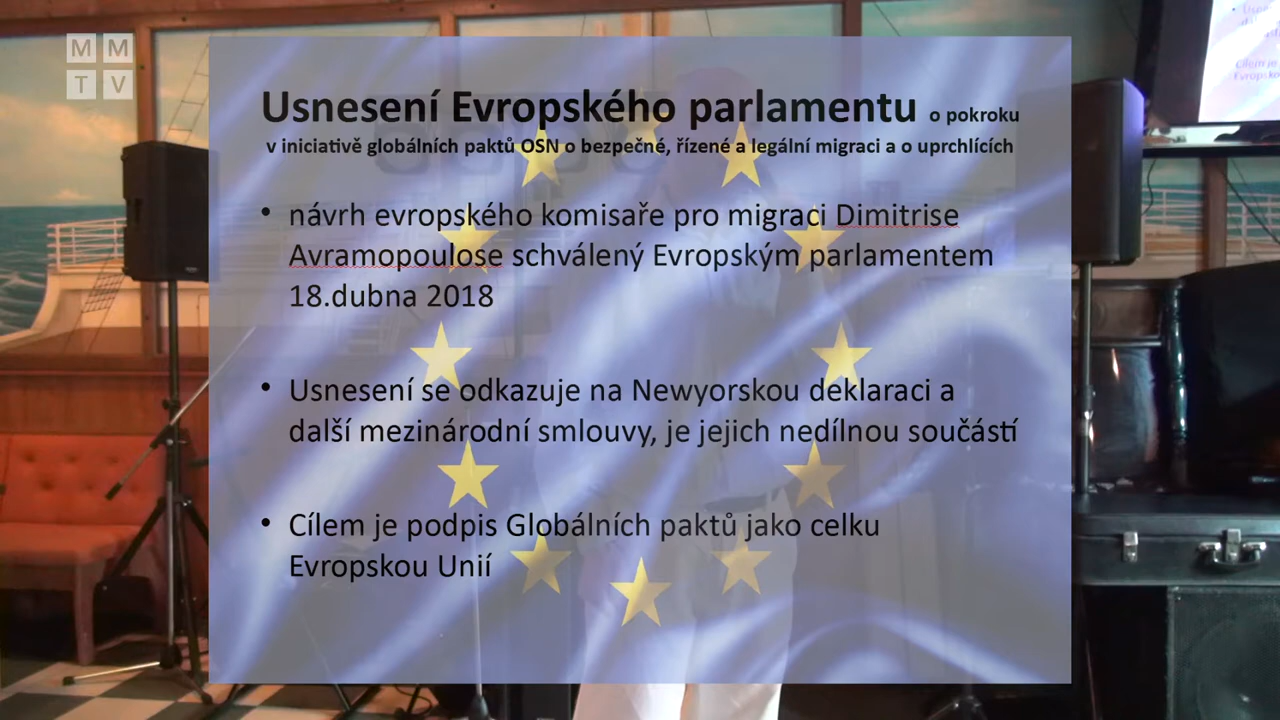 M M
T V
Usnesení Evropského parlamentu o pokroku
v iniciativě globálních paktů OSN o bezpečné, řízené a legální migraci a o uprchlících
• návrh evropského komisaře pro migraci Dimitrise
Avramopoulose schválený Evropským parlamentem
18.dubna 2018
• Usnesení se odkazuje na Newyorskou deklaraci a
další mezinárodní smlouvy, je jejich nedílnou součástí
• Cílem je podpis Globálních paktů jako celku
Evropskou Unií
Cílem je